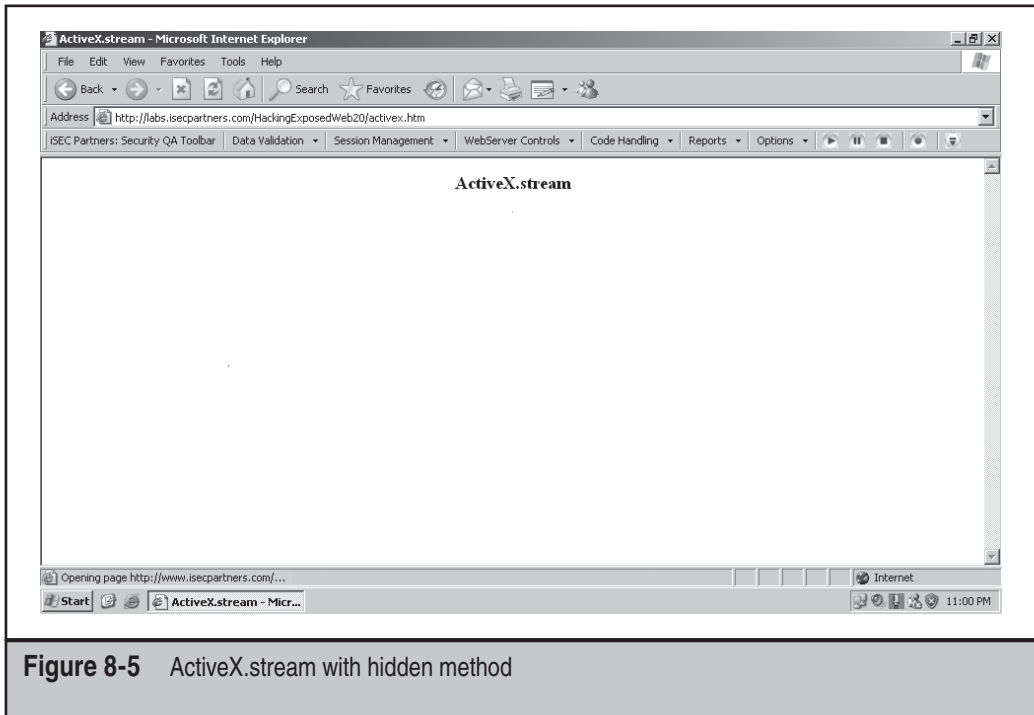 ActiveX.stream - Microsoft Internet Explorer
File Edit View Favorites Tools Help
Back Search Favorites
Address http://labs.isecpartners.com/HackingExposedWeb20/activex.htm
iSEC Partners: Security QA Toolbar Data Validation Session Management WebServer Controls Code Handling Reports Options
ActiveX.stream
Opening page http://www.isecpartners.com/... Internet
Start ActiveX.stream - Micr... 11:00 PM
Figure 8-5 ActiveX.stream with hidden method